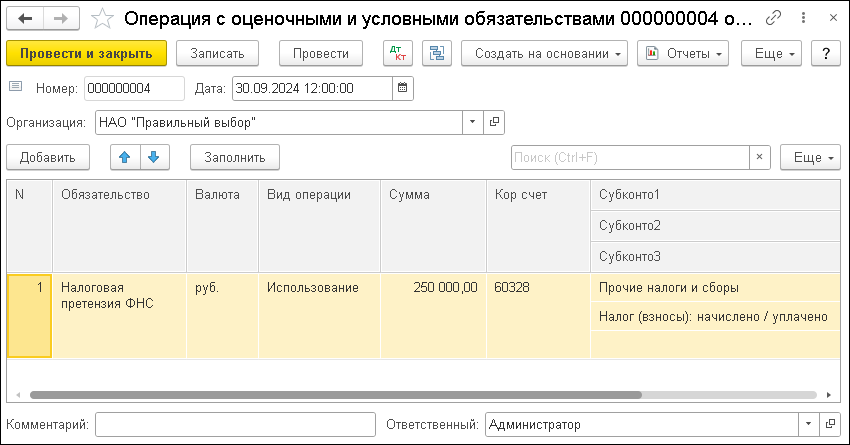 Операция с оценочными и условными обязательствами 000000004 о...
Провести и закрыть Записать Провести Дт Кт Создать на основании Отчеты Еще ?
Номер: 000000004 Дата: 30.09.2024 12:00:00
Организация: НАО "Правильный выбор"
Добавить Заполнить Поиск (Ctrl+F) × Еще
N Обязательство Валюта Вид операции Сумма Кор счет Субконто1
Субконто2
Субконто3
1 Налоговая руб. Использование 250 000,00 60328 Прочие налоги и сборы
претензия ФНС Налог (взносы): начислено / уплачено
Комментарий: Ответственный: Администратор